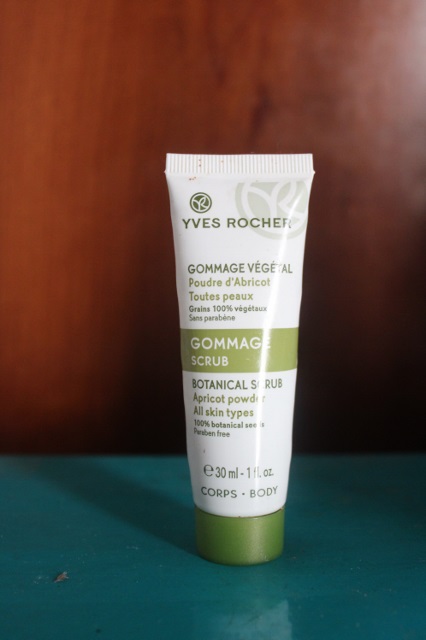 YVES ROCHER
GOMMAGE VÉGÉTAL
Poudre d'Abricot
Toutes peaux
Grains 100% végétaux
Sans parabène
GOMMAGE
SCRUB
BOTANICAL SCRUB
Apricot powder
All skin types
100% botanical seeds
Paraben free
℮30 ml - 1 fl. oz.
CORPS • BODY